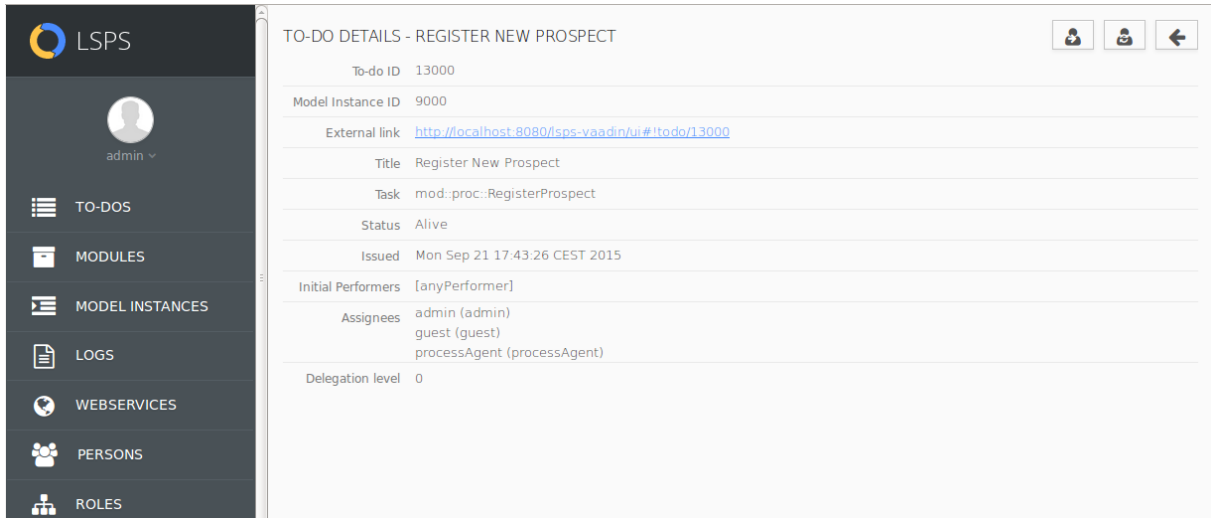 LSPS
admin
TO-DOS
MODULES
MODEL INSTANCES
LOGS
WEBSERVICES
PERSONS
ROLES
TO-DO DETAILS - REGISTER NEW PROSPECT
To-do ID 13000
Model Instance ID 9000
External link http://localhost:8080/lsps-vaadin/ui#!todo/13000
Title Register New Prospect
Task mod::proc::RegisterProspect
Status Alive
Issued Mon Sep 21 17:43:26 CEST 2015
Initial Performers [anyPerformer]
Assignees admin (admin)
guest (guest)
processAgent (processAgent)
Delegation level 0